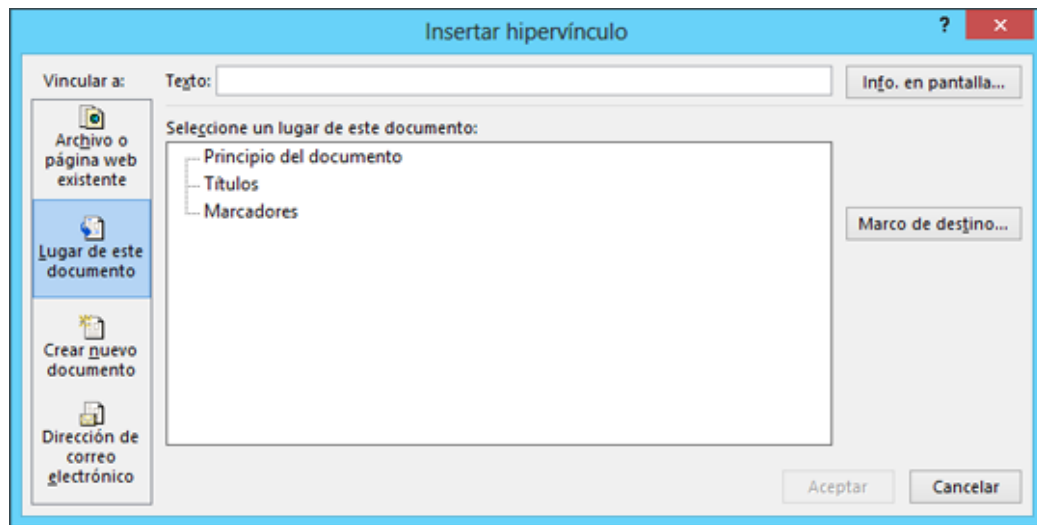 Insertar hipervínculo
?
Vincular a:
Texto:
Info. en pantalla...
Archivo o
página web
existente
Lugar de este
documento
Crear nuevo
documento
Dirección de
correo
electrónico
Seleccione un lugar de este documento:
Principio del documento
Títulos
Marcadores
Marco de destino...
Aceptar
Cancelar